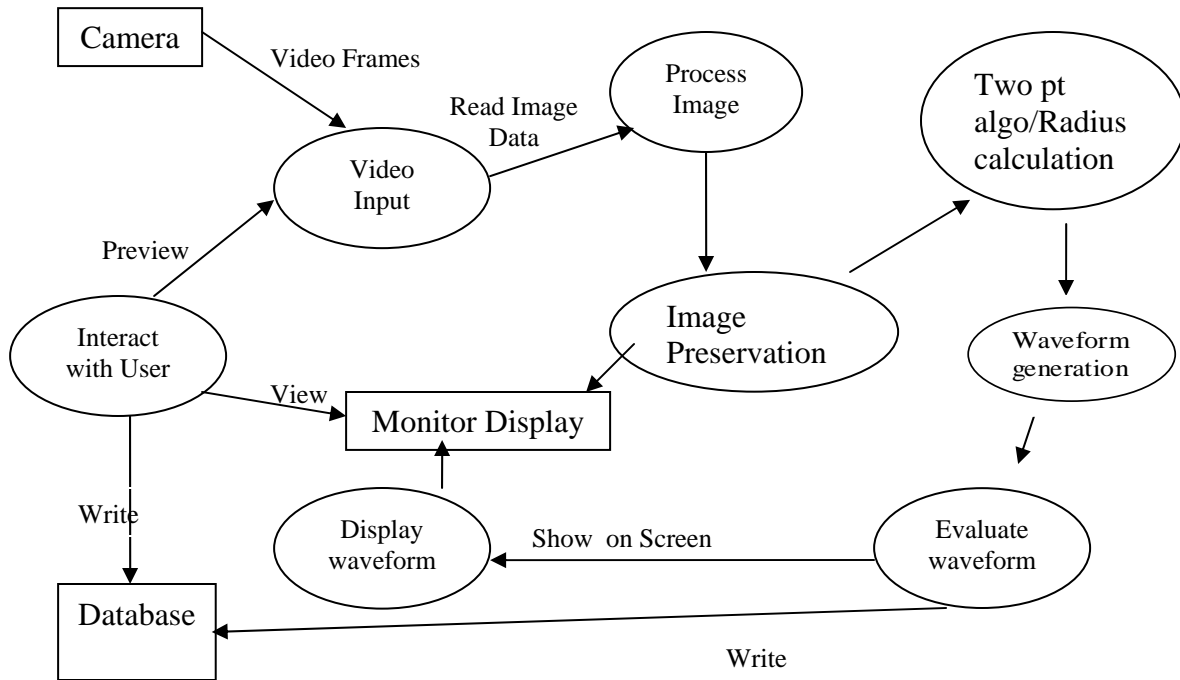 Camera
Video Frames
Process
Image
Two pt
algo/Radius
calculation
Read Image
Data
Video
Input
Preview
Interact
with User
Image
Preservation
Waveform
generation
View
Monitor Display
Write
Display
waveform
Show on Screen
Evaluate
waveform
Database
Write